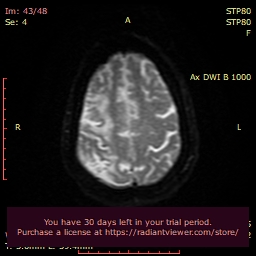 Im: 43/48
Se: 4
A
STP80
STP80
F
Ax DWI B 1000
R
L
You have 30 days left in your trial period.
Purchase a license at https://radiantviewer.com/store/